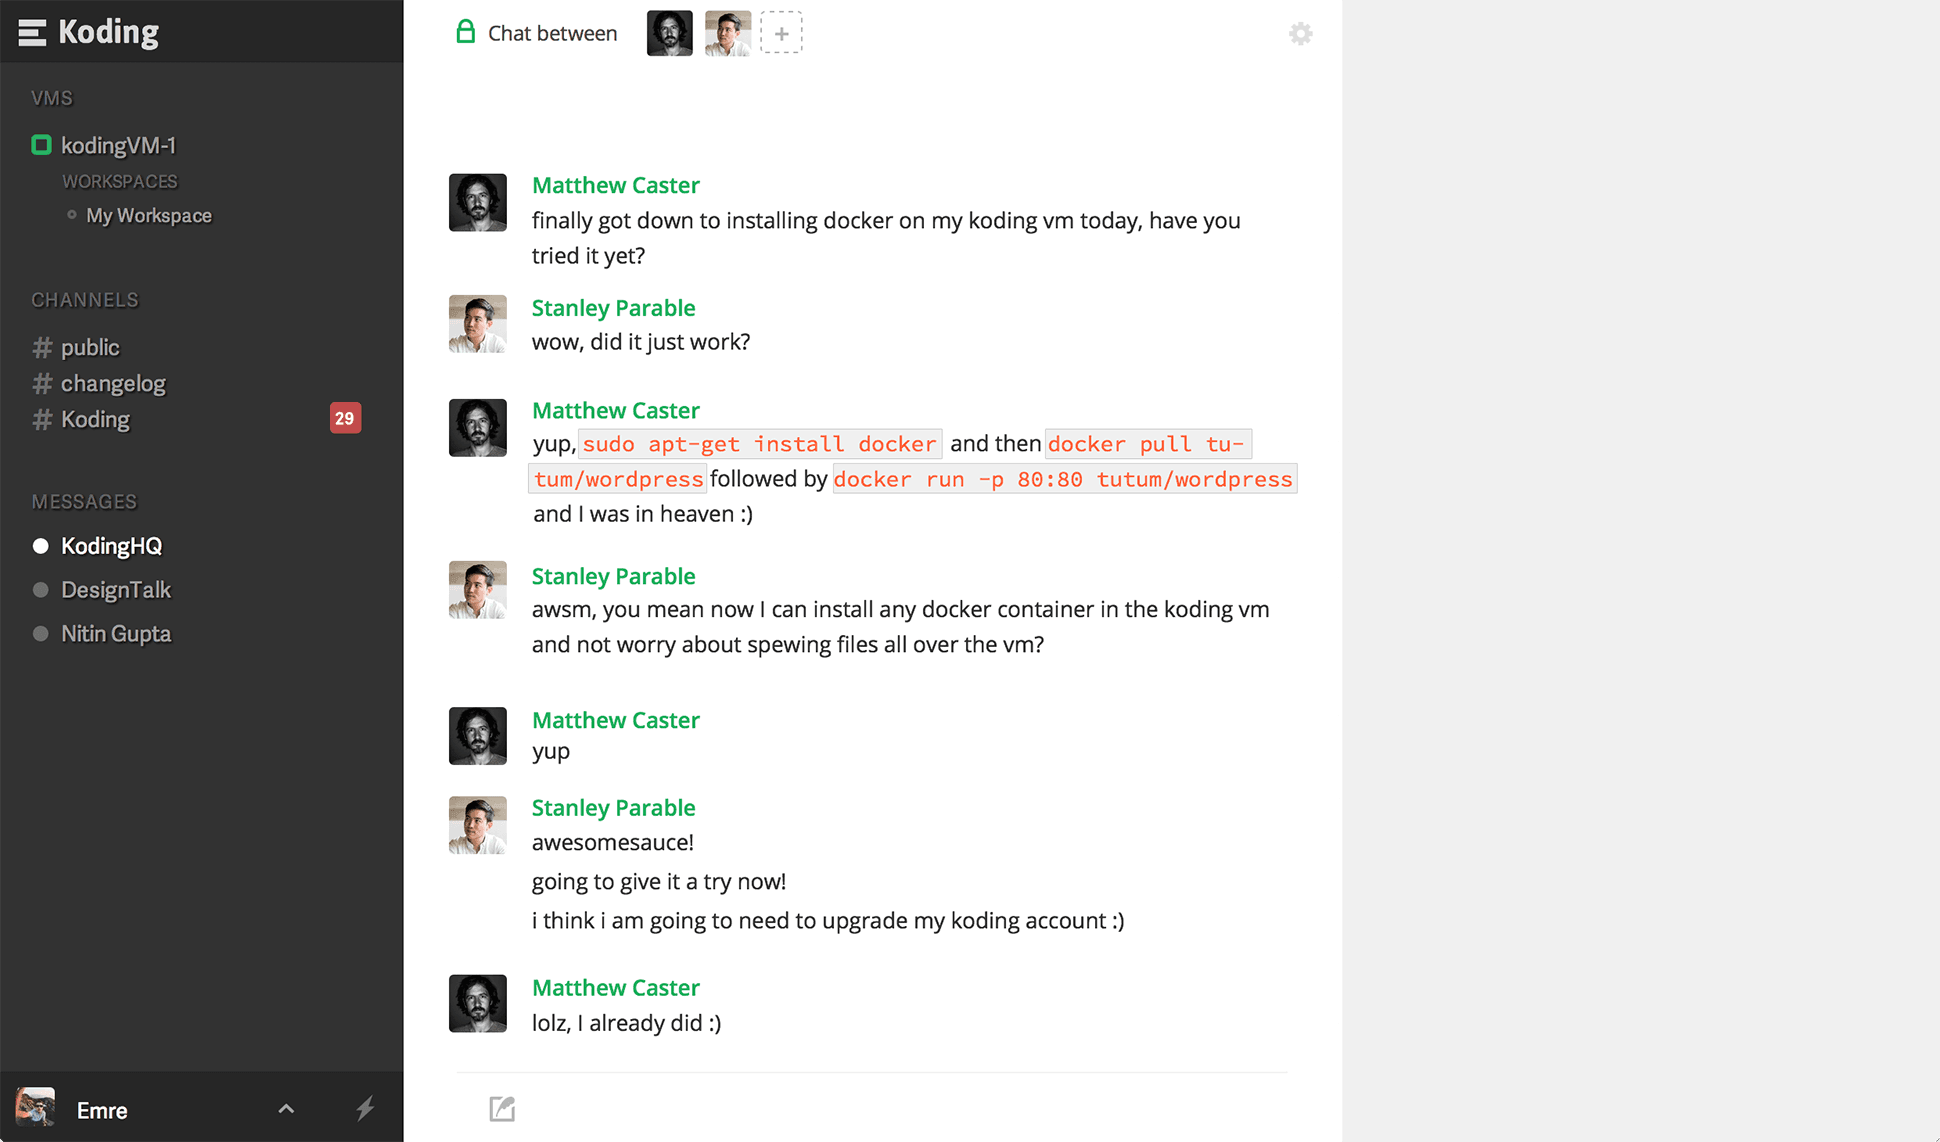 Koding
VMS
kodingVM-1
WORKSPACES
My Workspace
CHANNELS
# public
# changelog
# Koding 29
MESSAGES
KodingHQ
DesignTalk
Nitin Gupta
Emre
Chat between
+
Matthew Caster
finally got down to installing docker on my koding vm today, have you
tried it yet?
Stanley Parable
wow, did it just work?
Matthew Caster
yup, sudo apt-get install docker and then docker pull tu-
tum/wordpress followed by docker run -p 80:80 tutum/wordpress
and I was in heaven :)
Stanley Parable
awsm, you mean now I can install any docker container in the koding vm
and not worry about spewing files all over the vm?
Matthew Caster
yup
Stanley Parable
awesomesauce!
going to give it a try now!
i think i am going to need to upgrade my koding account :)
Matthew Caster
lolz, I already did :)